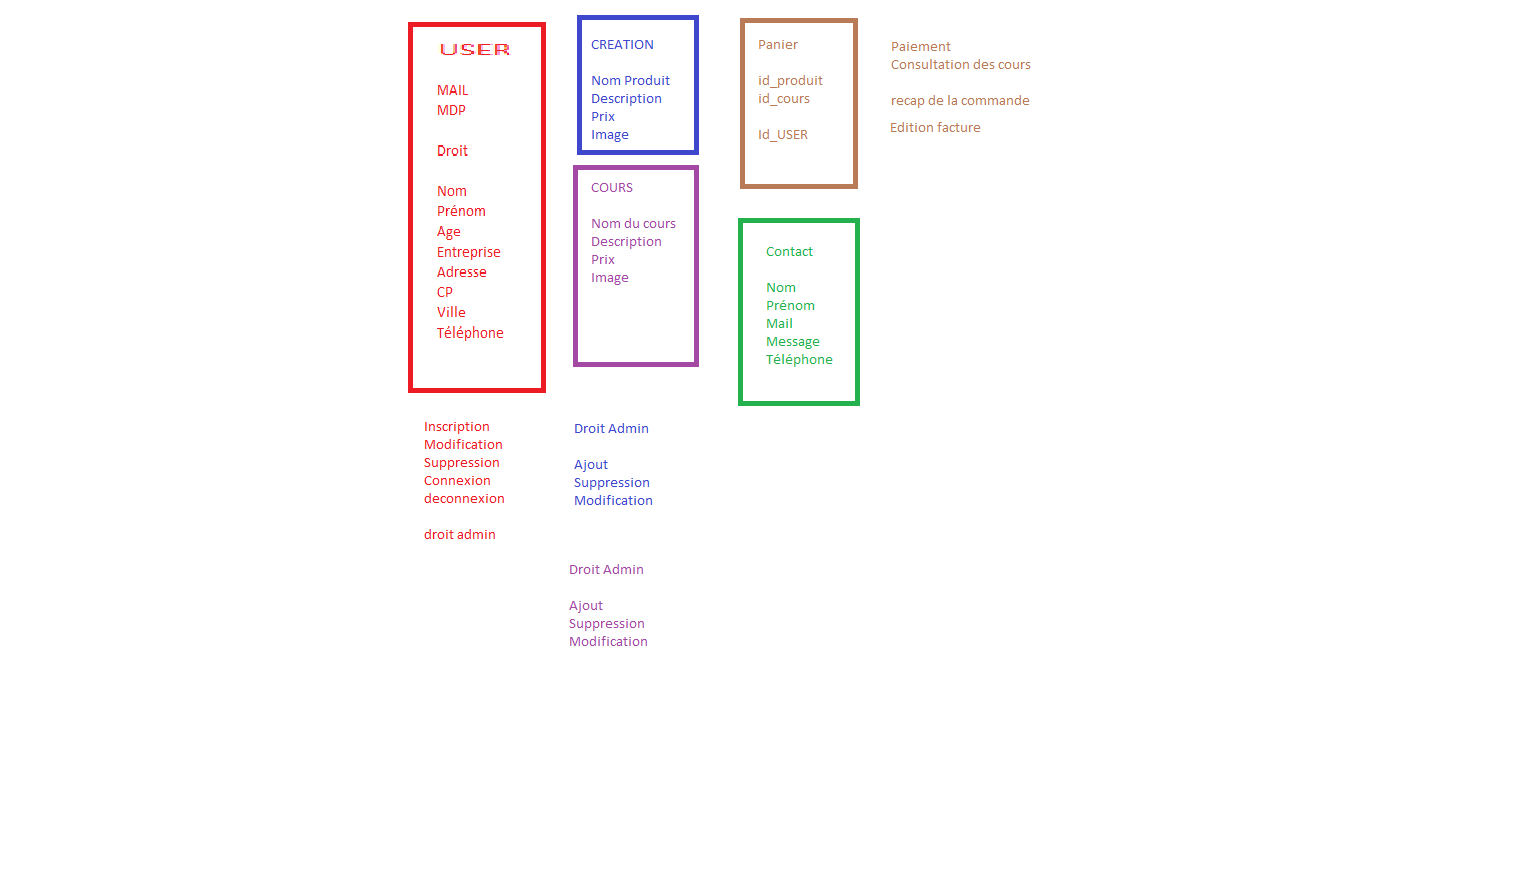 USER
MAIL
MDP
Droit
Nom
Prénom
Age
Entreprise
Adresse
CP
Ville
Téléphone
Inscription
Modification
Suppression
Connexion
deconnexion
droit admin
CREATION
Nom Produit
Description
Prix
Image
COURS
Nom du cours
Description
Prix
Image
Droit Admin
Ajout
Suppression
Modification
Droit Admin
Ajout
Suppression
Modification
Panier
id_produit
id_cours
Id_USER
Contact
Nom
Prénom
Mail
Message
Téléphone
Paiement
Consultation des cours
recap de la commande
Edition facture